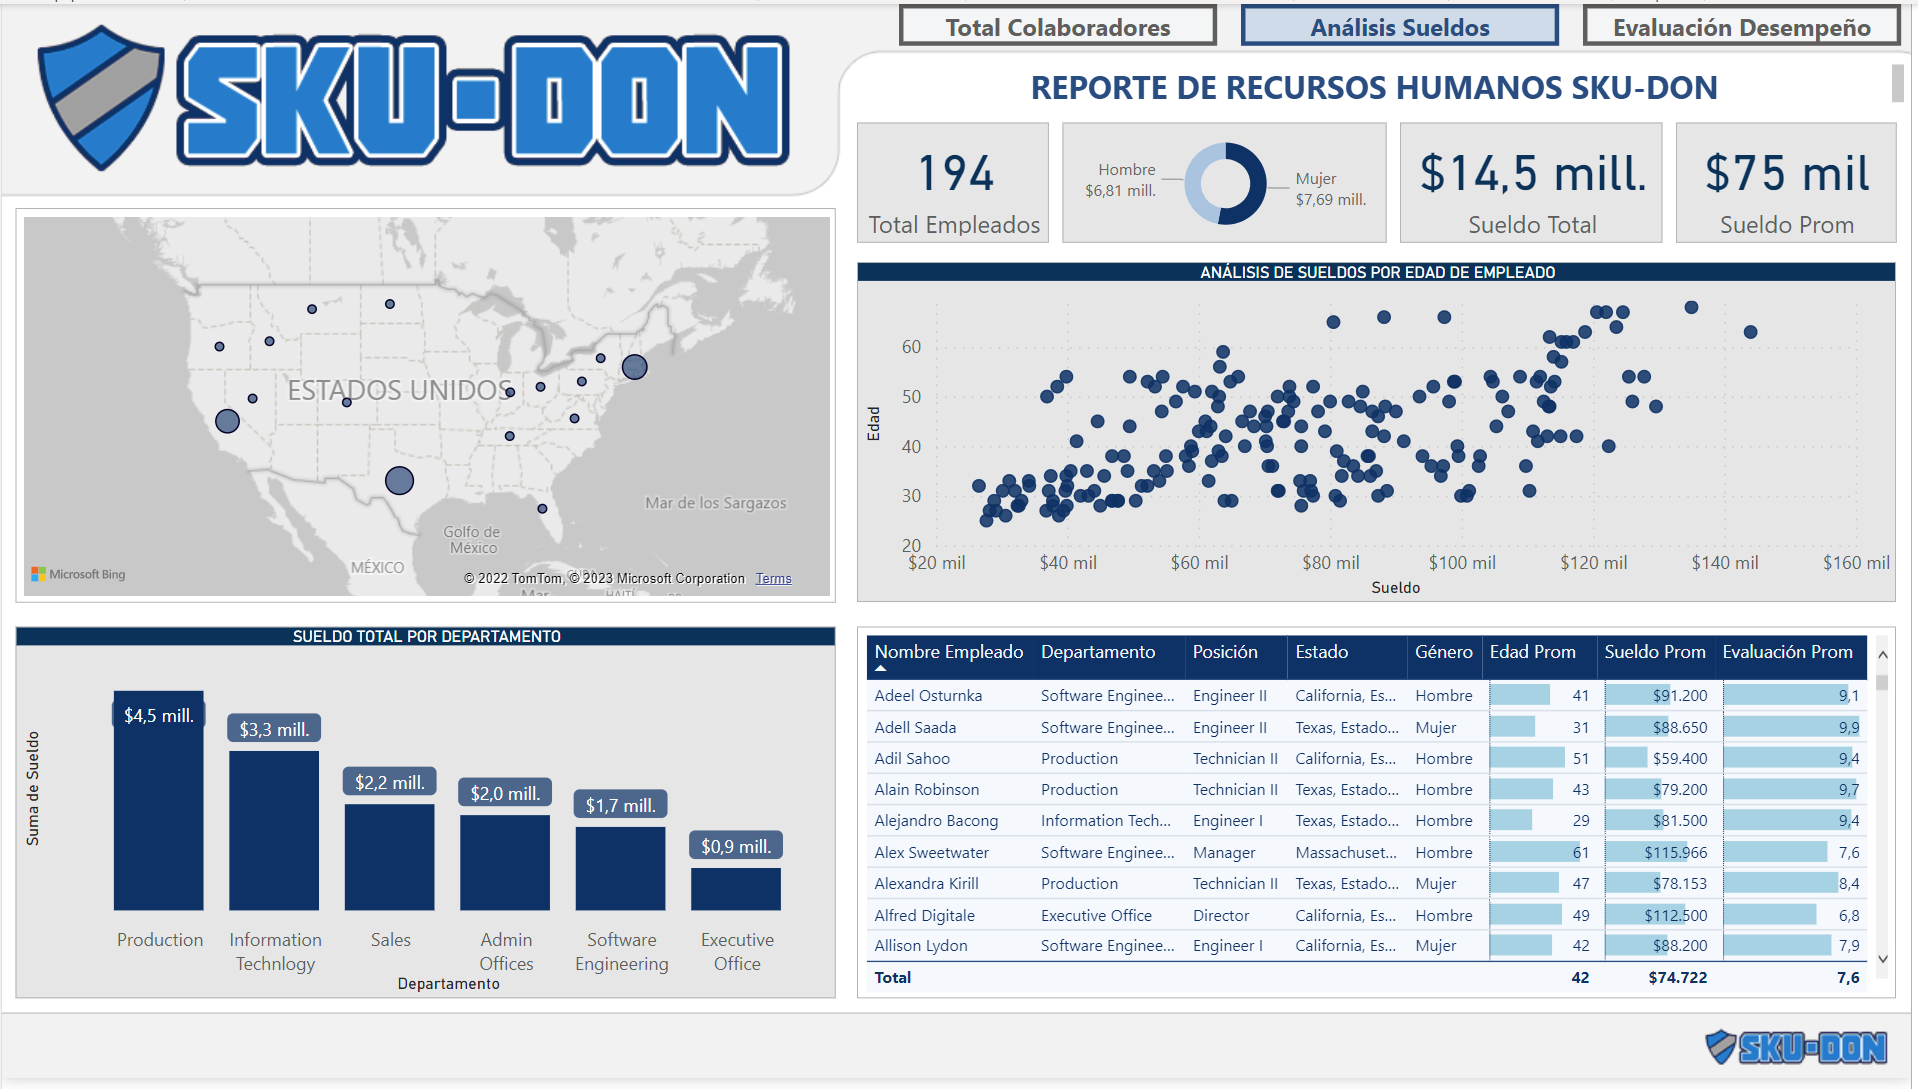 Total Colaboradores
Análisis Sueldos
Evaluación Desempeño
SKU-DON
REPORTE DE RECURSOS HUMANOS SKU-DON
194
Total Empleados
Hombre
$6,81 mill.
Mujer
$7,69 mill.
$14,5 mill.
Sueldo Total
$75 mil
Sueldo Prom
ESTADOS UNIDOS
Mar de los Sargazos
Golfo de
México
MÉXICO
Microsoft Bing
© 2022 TomTom, © 2023 Microsoft Corporation Terms
ANÁLISIS DE SUELDOS POR EDAD DE EMPLEADO
Edad
60
50
40
30
20
$20 mil $40 mil $60 mil $80 mil $100 mil $120 mil $140 mil $160 mil
Sueldo
SUELDO TOTAL POR DEPARTAMENTO
Suma de Sueldo
$4,5 mill.
$3,3 mill.
$2,2 mill.
$2,0 mill.
$1,7 mill.
$0,9 mill.
Production
Information
Technlogy
Sales
Admin
Offices
Software
Engineering
Executive
Office
Departamento
Nombre Empleado Departamento Posición Estado Género Edad Prom Sueldo Prom Evaluación Prom
Adeel Osturnka Software Enginee... Engineer II California, Es... Hombre 41 $91.200 9,1
Adell Saada Software Enginee... Engineer II Texas, Estado... Mujer 31 $88.650 9,9
Adil Sahoo Production Technician II California, Es... Hombre 51 $59.400 9,4
Alain Robinson Production Technician II Texas, Estado... Hombre 43 $79.200 9,7
Alejandro Bacong Information Tech... Engineer I Texas, Estado... Hombre 29 $81.500 9,4
Alex Sweetwater Software Enginee... Manager Massachuset... Hombre 61 $115.966 7,6
Alexandra Kirill Production Technician II Texas, Estado... Mujer 47 $78.153 8,4
Alfred Digitale Executive Office Director California, Es... Hombre 49 $112.500 6,8
Allison Lydon Software Enginee... Engineer I California, Es... Mujer 42 $88.200 7,9
Total 42 $74.722 7,6
SKU-DON